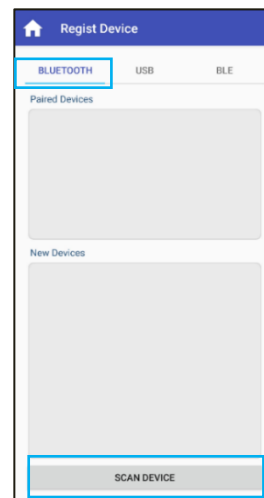 Regist Device
BLUETOOTH USB BLE
Paired Devices
New Devices
SCAN DEVICE